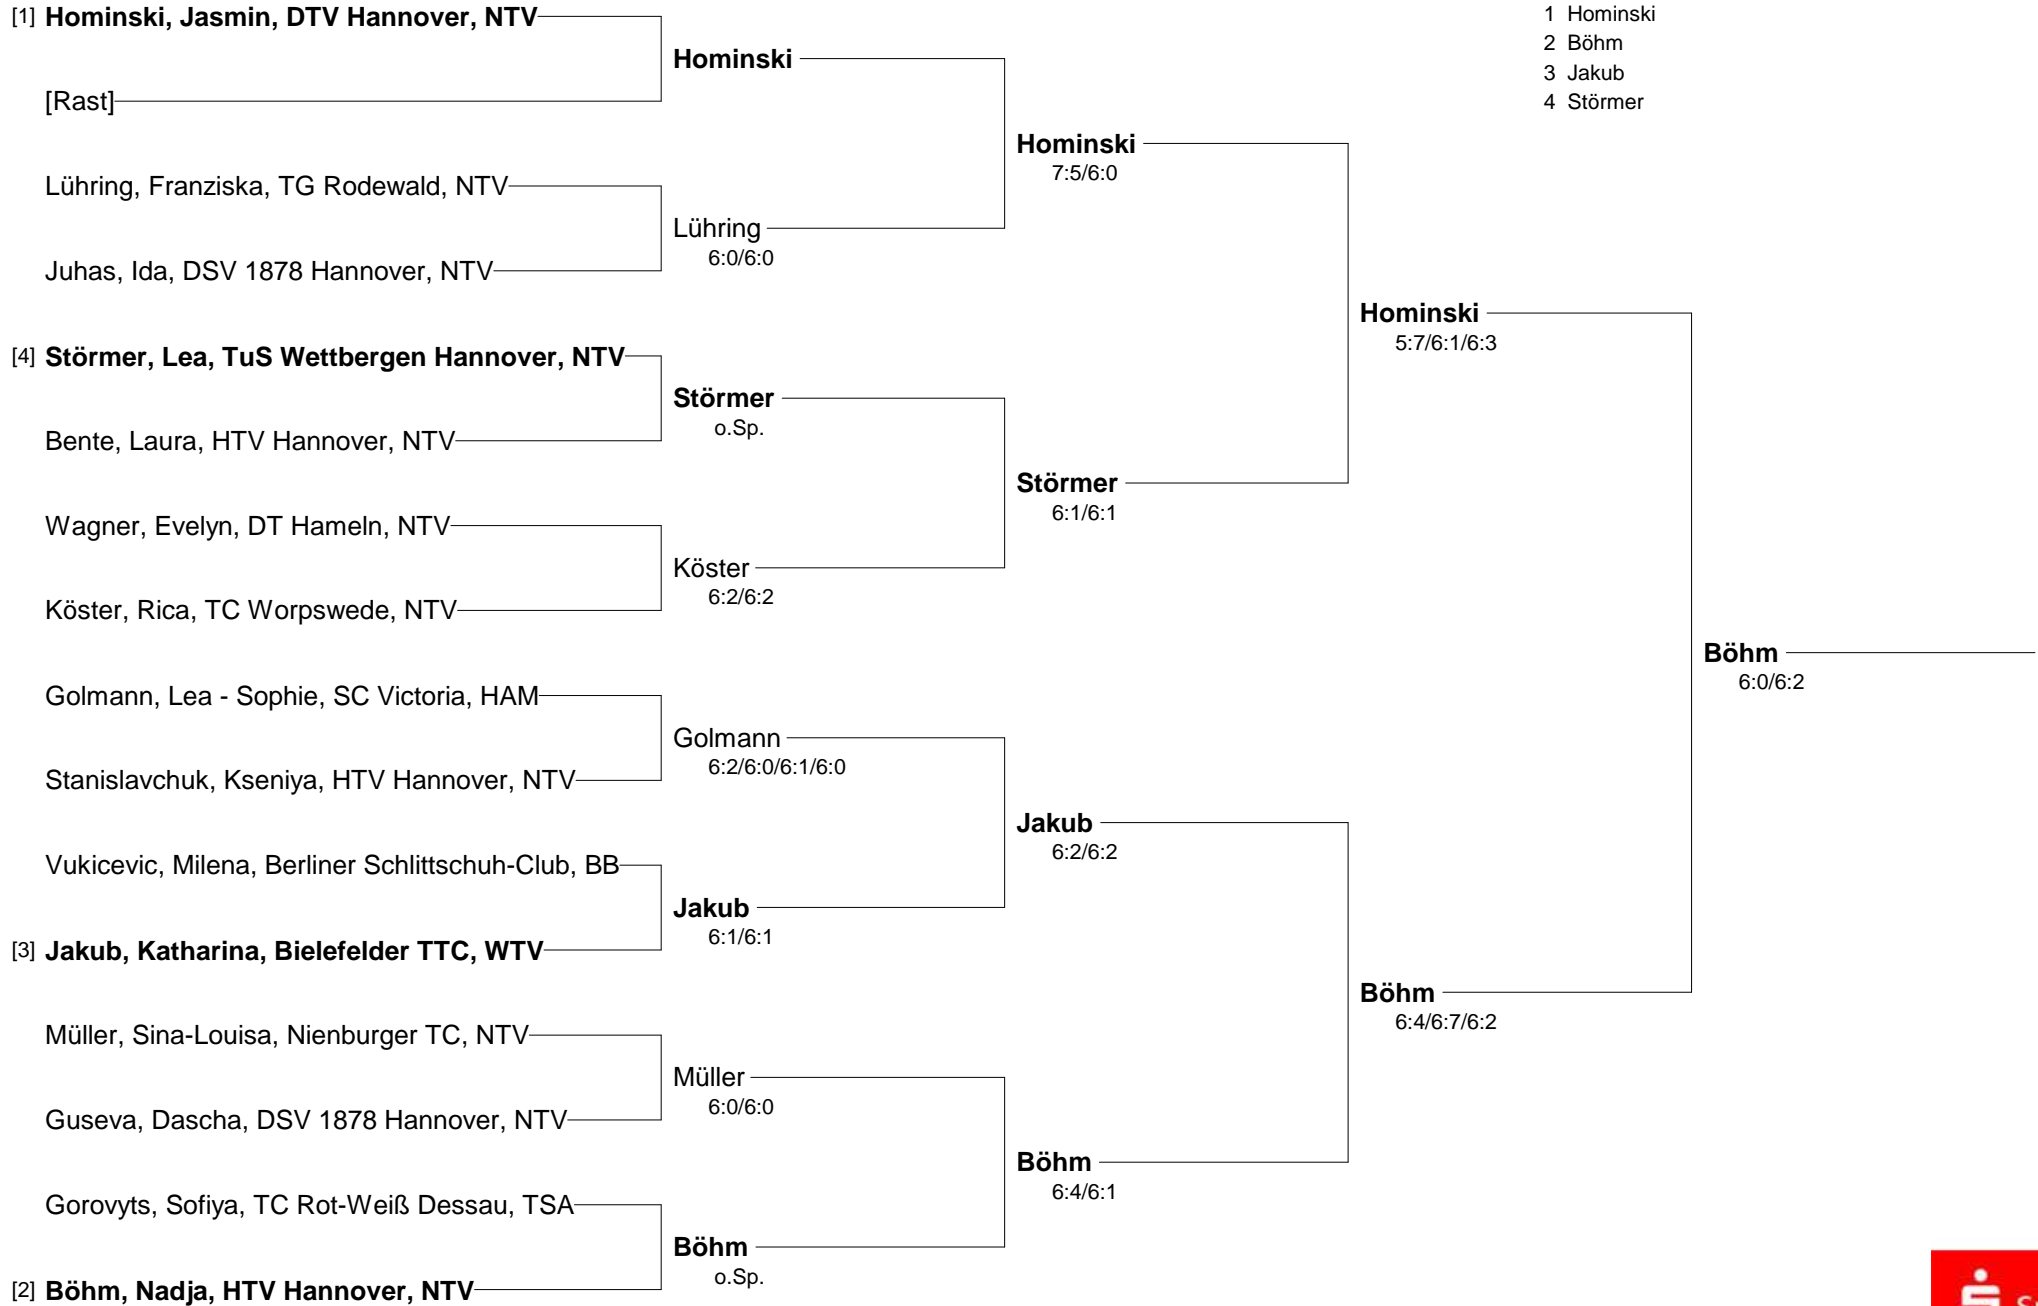 [1] Hominski, Jasmin, DTV Hannover, NTV
[Rast]
Lühring, Franziska, TG Rodewald, NTV
Juhas, Ida, DSV 1878 Hannover, NTV
[4] Störmer, Lea, TuS Wettbergen Hannover, NTV
Bente, Laura, HTV Hannover, NTV
Wagner, Evelyn, DT Hameln, NTV
Köster, Rica, TC Worpswede, NTV
Golmann, Lea - Sophie, SC Victoria, HAM
Stanislavchuk, Kseniya, HTV Hannover, NTV
Vukicevic, Milena, Berliner Schlittschuh-Club, BB
[3] Jakub, Katharina, Bielefelder TTC, WTV
Müller, Sina-Louisa, Nienburger TC, NTV
Guseva, Dascha, DSV 1878 Hannover, NTV
Gorovyts, Sofiya, TC Rot-Weiß Dessau, TSA
[2] Böhm, Nadja, HTV Hannover, NTV
Hominski
Lühring
6:0/6:0
Störmer
o.Sp.
Köster
6:2/6:2
Golmann
6:2/6:0/6:1/6:0
Jakub
6:1/6:1
Müller
6:0/6:0
Böhm
o.Sp.
Hominski
7:5/6:0
Störmer
6:1/6:1
Jakub
6:2/6:2
Böhm
6:4/6:1
Hominski
5:7/6:1/6:3
Böhm
6:4/6:7/6:2
Böhm
6:0/6:2
1 Hominski
2 Böhm
3 Jakub
4 Störmer